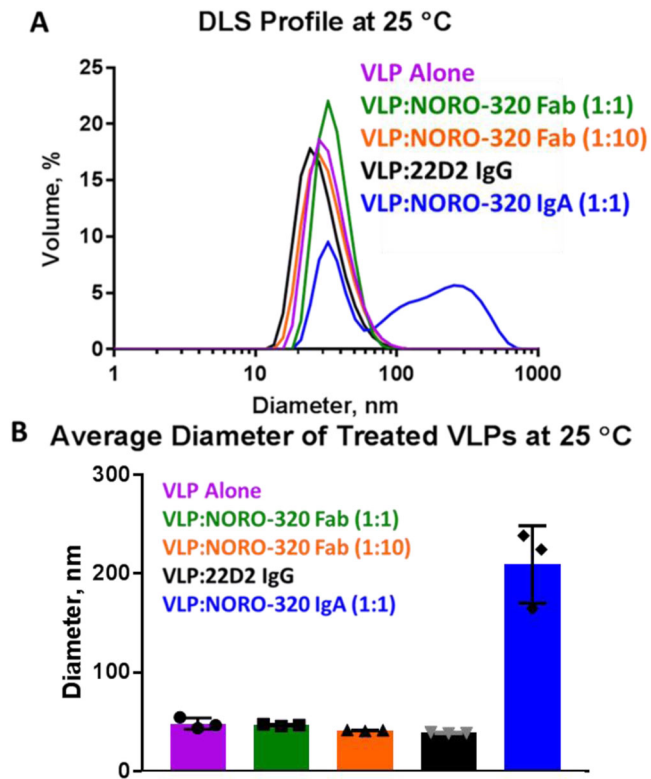 A
DLS Profile at 25 °C
25
20
15
10
5
0
Volume, %
VLP Alone
VLP:NORO-320 Fab (1:1)
VLP:NORO-320 Fab (1:10)
VLP:22D2 IgG
VLP:NORO-320 IgA (1:1)
1
10
100
1000
Diameter, nm
B
Average Diameter of Treated VLPs at 25 °C
300
200
100
0
Diameter, nm
VLP Alone
VLP:NORO-320 Fab (1:1)
VLP:NORO-320 Fab (1:10)
VLP:22D2 IgG
VLP:NORO-320 IgA (1:1)